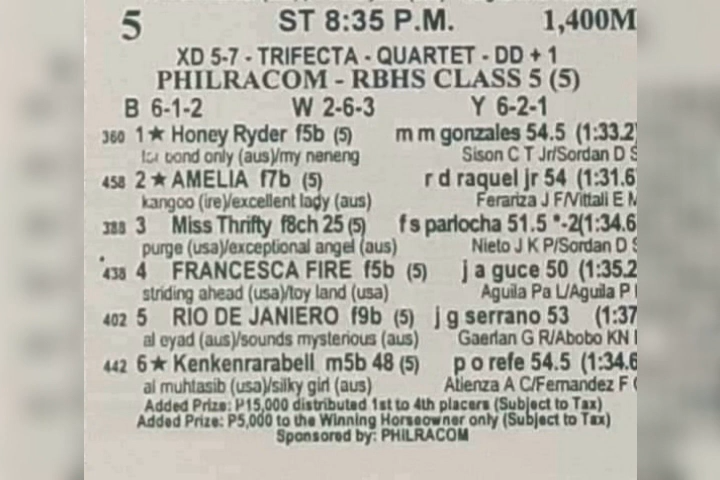 5 ST 8:35 P.M. 1,400M
XD 5-7 - TRIFECTA - QUARTET - DD + 1
PHILRACOM - RBHS CLASS 5 (5)
B 6-1-2 W 2-6-3 Y 6-2-1
360 1★ Honey Ryder f5b (5) m m gonzales 54.5 (1:33.2
bond only (aus)/my neneng Sison C T Jr/Sordan D S
458 2★ AMELIA f7b (5) r d raquel jr 54 (1:31.6
kangoo (ire)/excellent lady (aus)Ferariza J F/Vittali E M
388 3 Miss Thrifty f8ch 25 (5) f s parlocha 51.5 *-2(1:34.6
purge (usa)/exceptional angel (aus) Nieto J K P/Sordan D S
438 4 FRANCESCA FIRE f5b (5) j a guce 50 (1:35.2
striding ahead (usa)/toy land (usa) Aguila Pa L/Aguila P
402 5 RIO DE JANIERO f9b (5) j g serrano 53 (1:37
al eyad (aus)/sounds mysterious (aus) Gaerlan G R/Abobo KN
442 6★ Kenkenrarabell m5b 48 (5) p o refe 54.5 (1:34.6
al muhtasib (usa)/silky girl (aus) Atienza A C/Fernandez F
Added Prize: P15,000 distributed 1st to 4th placers (Subject to Tax)
Added Prize: P5,000 to the Winning Horseowner only (Subject to Tax)
Sponsored by: PHILRACOM